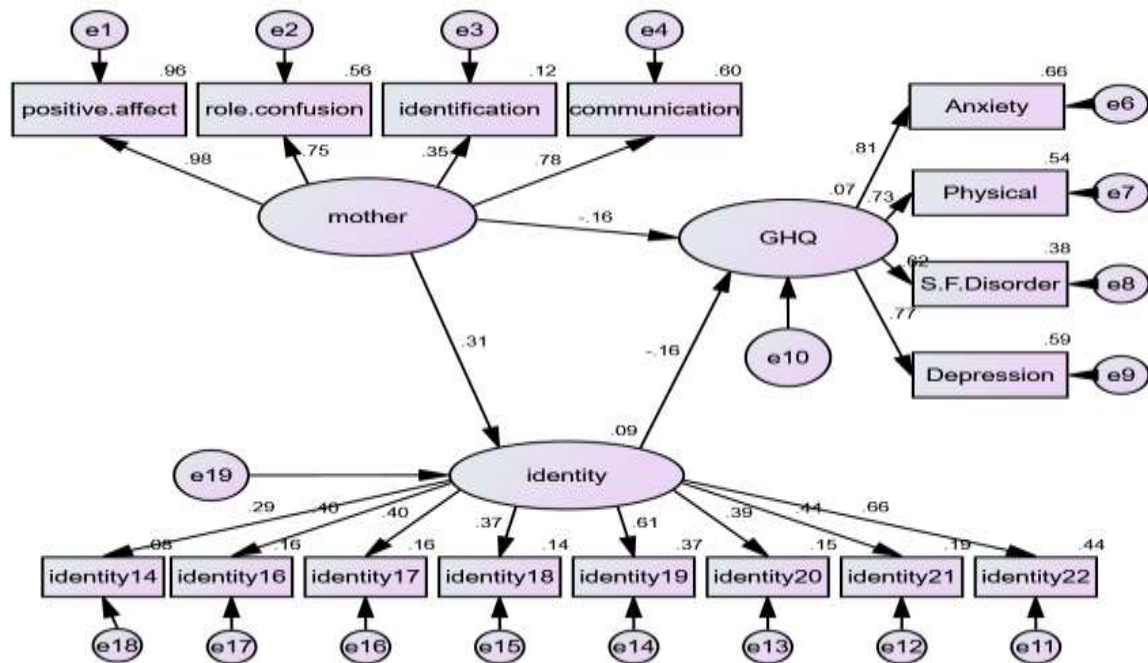 e1 e2 e3 e4
.96 .56 .12 .60 .66
positive.affect role.confusion identification communication Anxiety e6
.98 .75 .35 .78 .81 .54
.07 .73 Physical e7
mother -.16 GHQ .38
.62 S.F.Disorder e8
.77 .59
.31 -.16 e10 Depression e9
.09
e19 identity
.29 .40 .40 .37 .61 .39 .44 .66
.08 .16 .16 .14 .37 .15 .19 .44
identity14 identity16 identity17 identity18 identity19 identity20 identity21 identity22
e18 e17 e16 e15 e14 e13 e12 e11